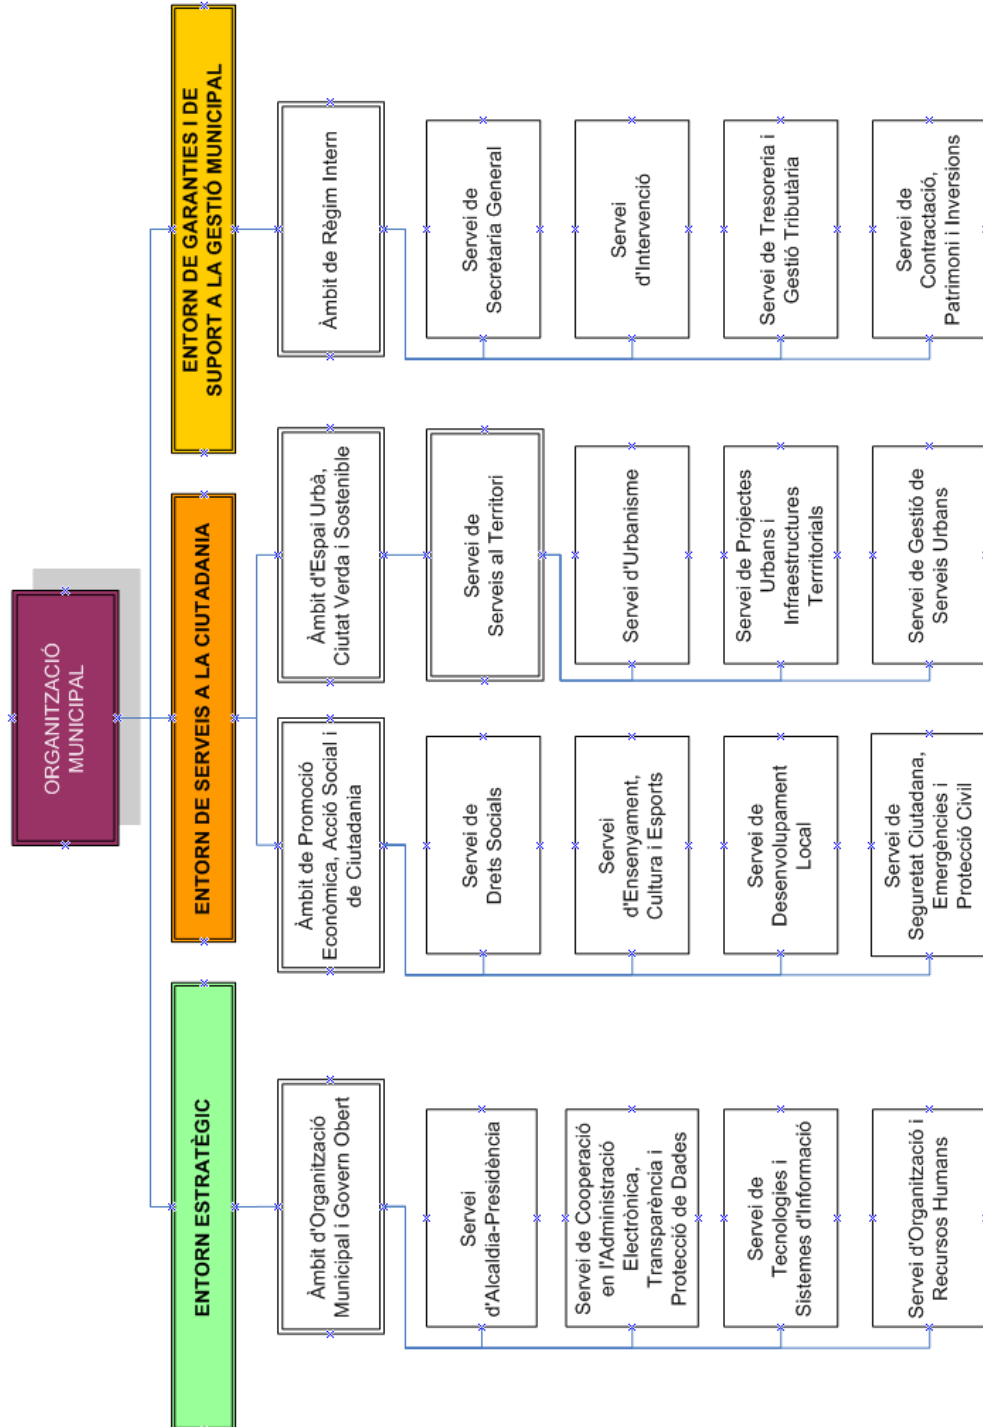 ORGANITZACIÓ
MUNICIPAL
ENTORN ESTRATÈGIC
Àmbit d'Organització
Municipal i Govern Obert
Servei
d'Alcaldia-Presidència
Servei de Cooperació
en l'Administració
Electrònica,
Transparència i
Protecció de Dades
Servei de
Tecnologies i
Sistemes d'Informació
Servei d'Organització i
Recursos Humans
ENTORN DE SERVEIS A LA CIUTADANIA
Àmbit de Promoció
Econòmica, Acció Social i
de Ciutadania
Servei de
Drets Socials
Servei
d'Ensenyament,
Cultura i Esports
Servei de
Desenvolupament
Local
Servei de
Seguretat Ciutadana,
Emergències i
Protecció Civil
Àmbit d'Espai Urbà,
Ciutat Verda i Sostenible
Servei de
Serveis al Territori
Servei d'Urbanisme
Servei de Projectes
Urbans i
Infraestructures
Terrritorials
Servei de Gestió de
Serveis Urbans
ENTORN DE GARANTIES I DE
SUPORT A LA GESTIÓ MUNICIPAL
Àmbit de Règim Intern
Servei de
Secretaria General
Servei
d'Intervenció
Servei de Tresoreria i
Gestió Tributària
Servei de
Contractació,
Patrimoni i Inversions